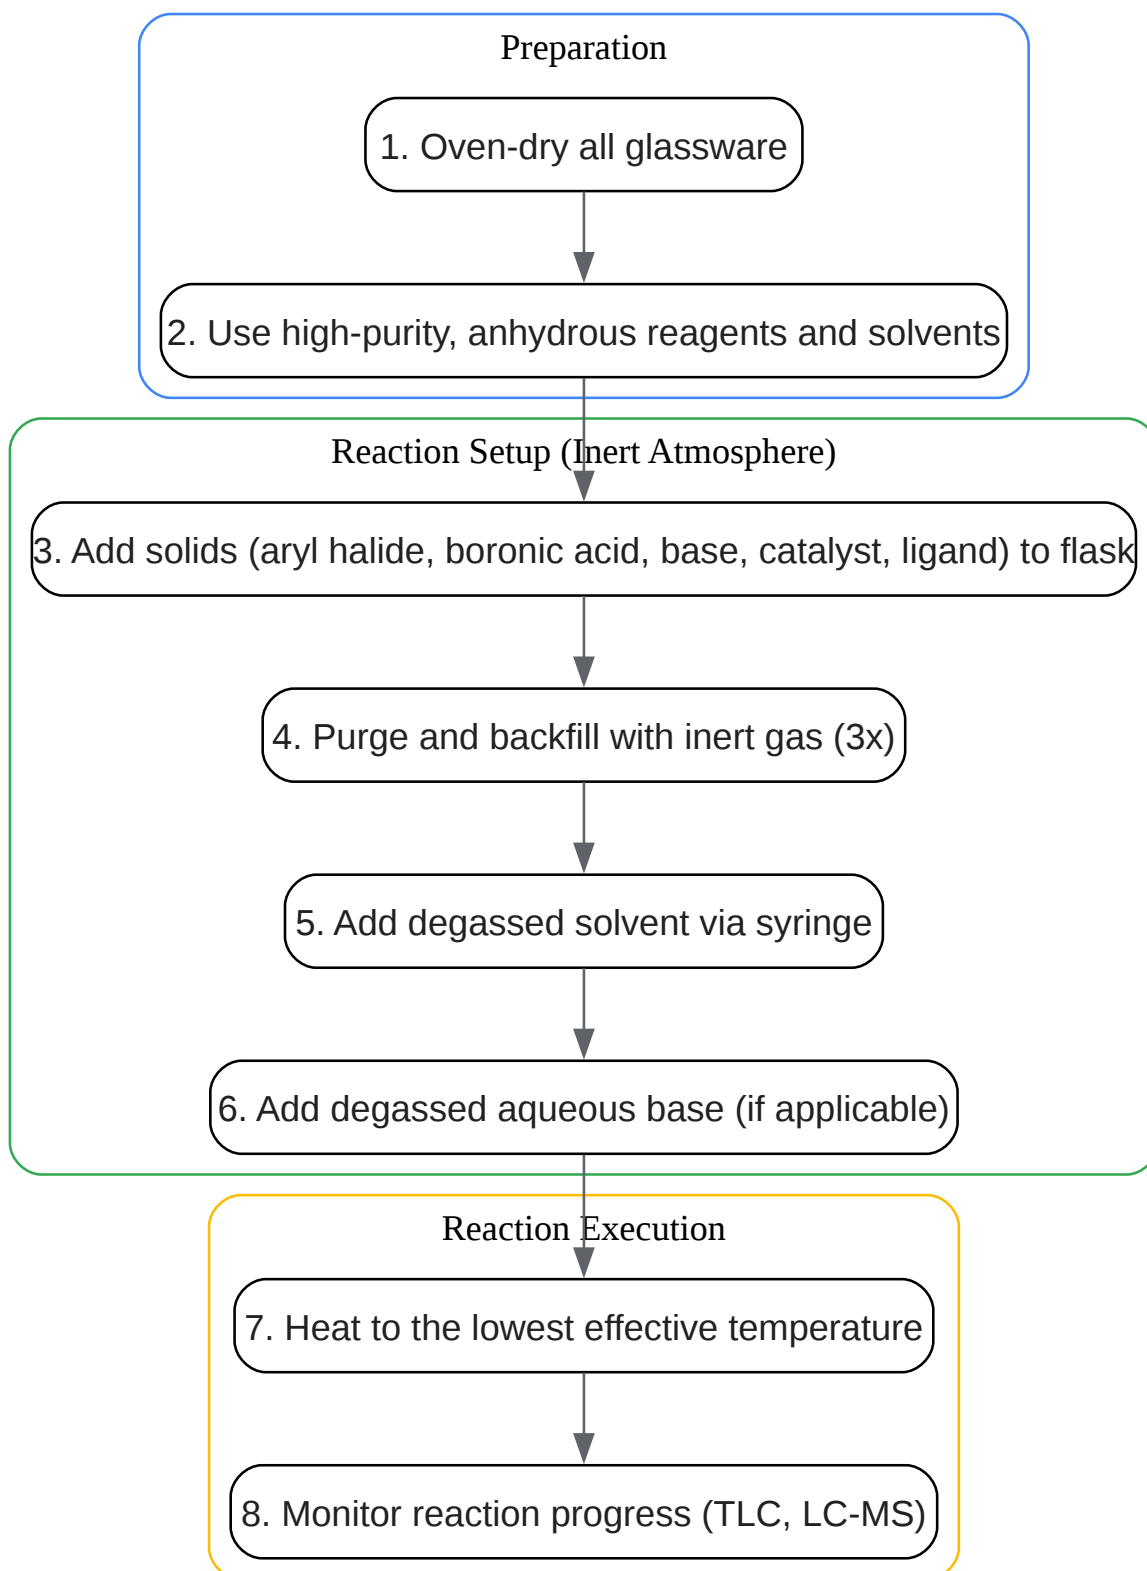 Preparation
1. Oven-dry all glassware
2. Use high-purity, anhydrous reagents and solvents
Reaction Setup (Inert Atmosphere)
3. Add solids (aryl halide, boronic acid, base, catalyst, ligand) to flask
4. Purge and backfill with inert gas (3x)
5. Add degassed solvent via syringe
6. Add degassed aqueous base (if applicable)
Reaction Execution
7. Heat to the lowest effective temperature
8. Monitor reaction progress (TLC, LC-MS)